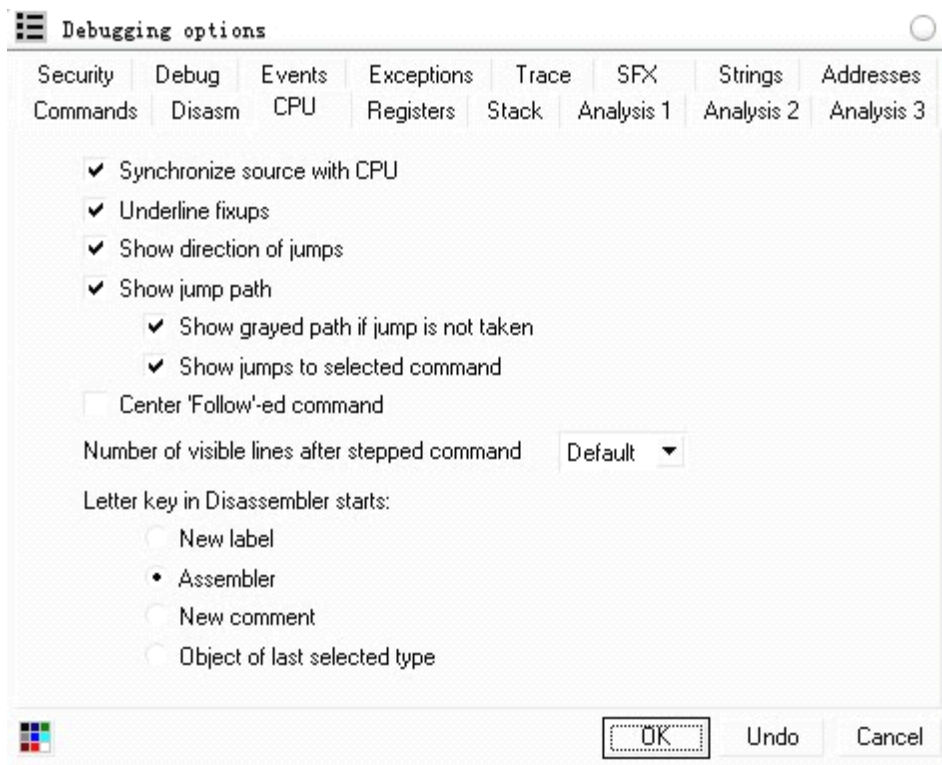 Debugging options
Security Debug Events Exceptions Trace SFX Strings Addresses
Commands Disasm CPU Registers Stack Analysis 1 Analysis 2 Analysis 3
Synchronize source with CPU
Underline fixups
Show direction of jumps
Show jump path
Show grayed path if jump is not taken
Show jumps to selected command
Center 'Follow'-ed command
Number of visible lines after stepped command Default
Letter key in Disassembler starts:
New label
Assembler
New comment
Object of last selected type
OK Undo Cancel